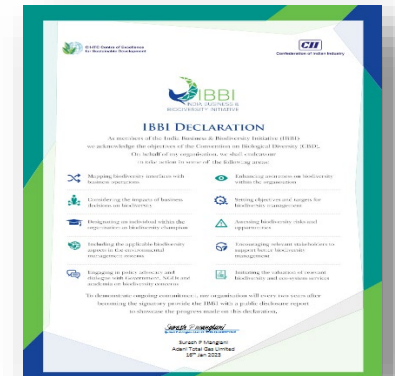 CII-ITC Centre of Excellence
for Sustainable Development
CII
Confederation of Indian Industry
IBBI
INDIA BUSINESS &
BIODIVERSITY INITIATIVE
IBBI DECLARATION
As members of the India Business & Biodiversity Initiative (IBBI)
we acknowledge the objectives of the Convention on Biological Diversity (CBD).
On behalf of my organisation, we shall endeavour
to take action in some of the following areas:
Mapping biodiversity interfaces with
business operations
Enhancing awareness on biodiversity
within the organisation
Considering the impacts of business
decisions on biodiversity
Setting objectives and targets for
biodiversity management
Designating an individual within the
organisation as biodiversity champion
Assessing biodiversity risks and
opportunities
Including the applicable biodiversity
aspects in the environmental
management systems
Encouraging relevant stakeholders to
support better biodiversity
management
Engaging in policy advocacy and
dialogue with Government, NGOs and
academia on biodiversity concerns
Initiating the valuation of relevant
biodiversity and ecosystem services
To demonstrate ongoing commitment, our organisation will every two years after
becoming the signatory provide the IBBI with a public disclosure report
to showcase the progress made on this declaration.
Suresh P Manglani
Suresh P Manglani
Adani Total Gas Limited
16th Jan 2023